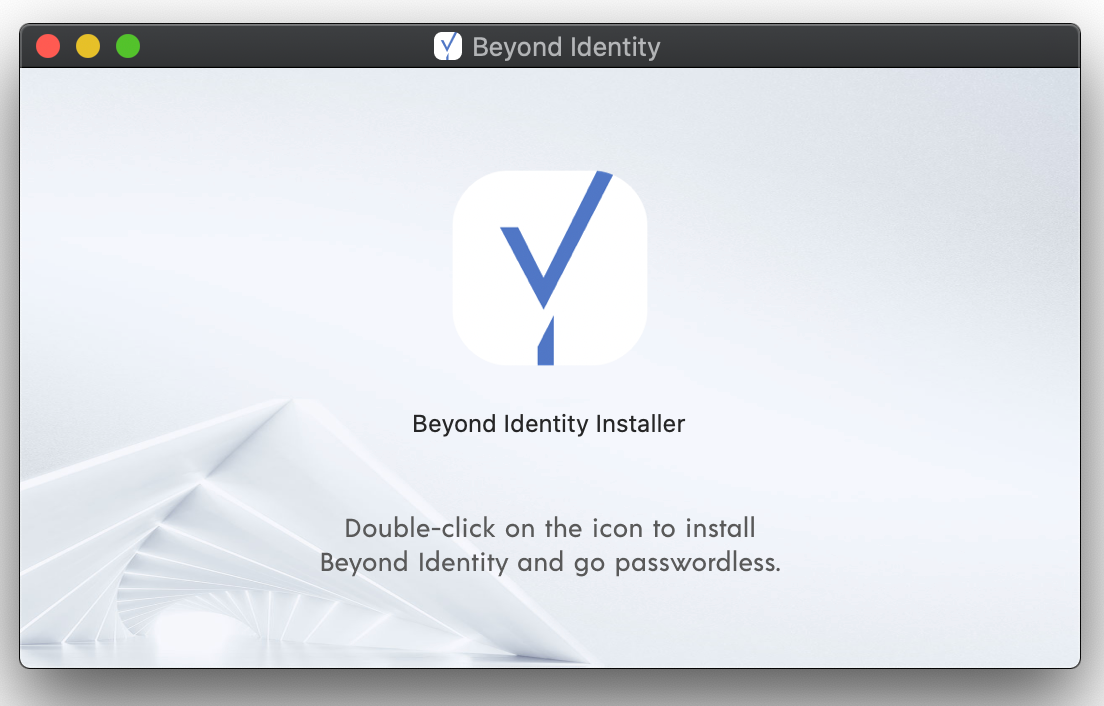 Beyond Identity
Beyond Identity Installer
Double-click on the icon to install
Beyond Identity and go passwordless.